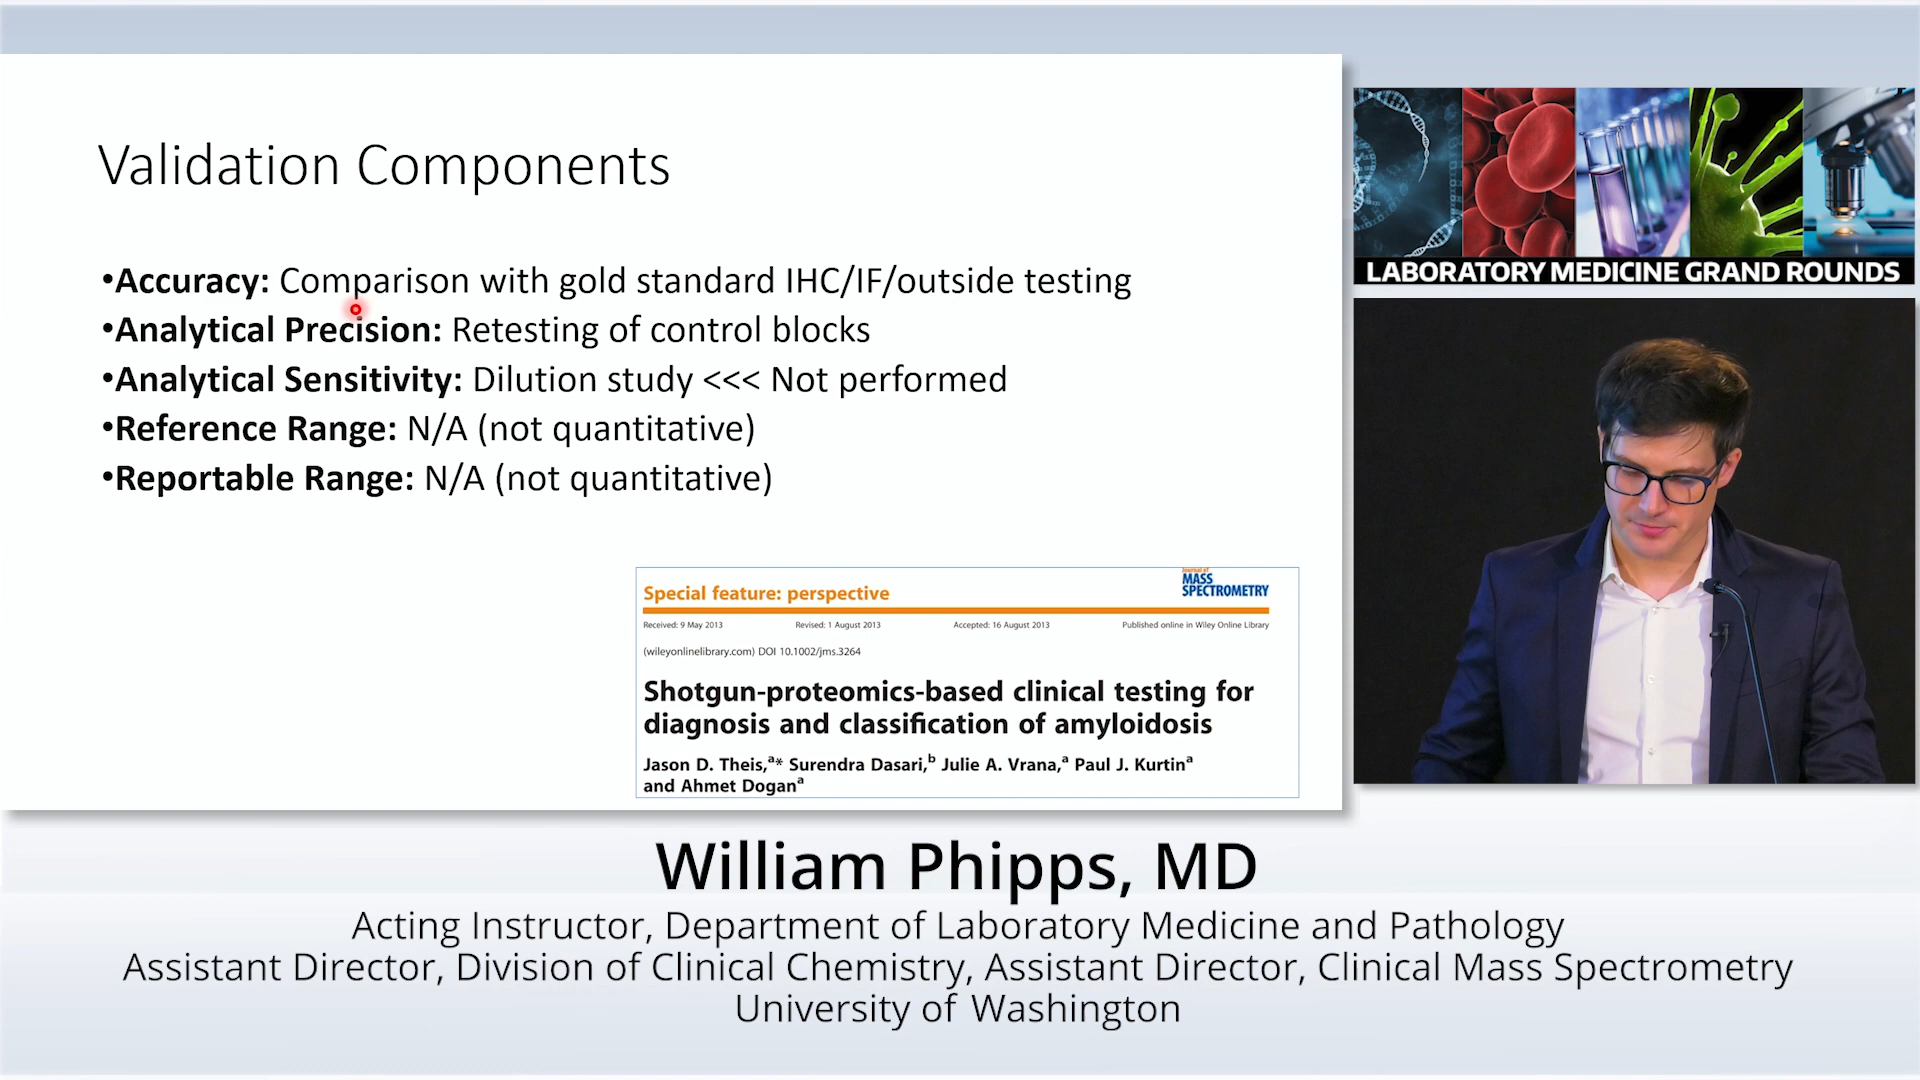 Validation Components
•Accuracy: Comparison with gold standard IHC/IF/outside testing
•Analytical Precision: Retesting of control blocks
•Analytical Sensitivity: Dilution study <<< Not performed
•Reference Range: N/A (not quantitative)
•Reportable Range: N/A (not quantitative)
Special feature: perspective
Journal of
MASS
SPECTROMETRY
Received: 9 May 2013 Revised: 1 August 2013 Accepted: 16 August 2013 Published online in Wiley Online Library
(wileyonlinelibrary.com) DOI 10.1002/jms.3264
Shotgun-proteomics-based clinical testing for
diagnosis and classification of amyloidosis
Jason D. Theis,a* Surendra Dasari,b Julie A. Vrana,a Paul J. Kurtina
and Ahmet Dogana
LABORATORY MEDICINE GRAND ROUNDS
William Phipps, MD
Acting Instructor, Department of Laboratory Medicine and Pathology
Assistant Director, Division of Clinical Chemistry, Assistant Director, Clinical Mass Spectrometry
University of Washington